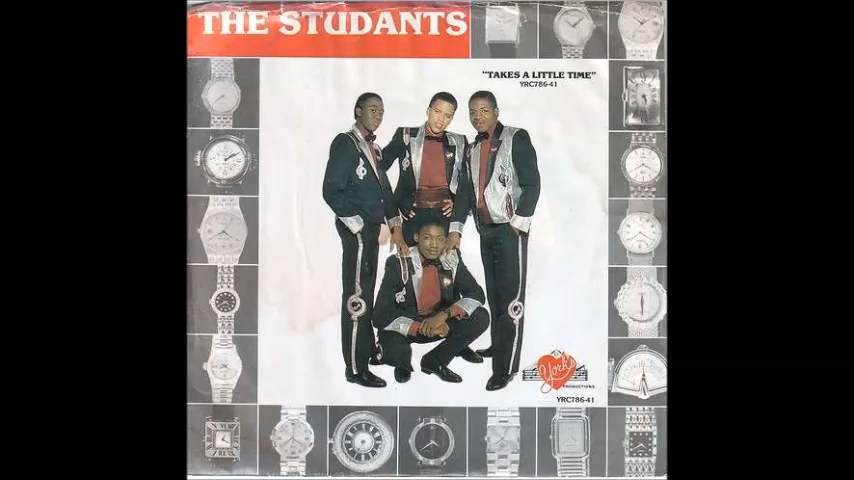 THE STUDANTS
"TAKES A LITTLE TIME"
YRC786-41
York's
PRODUCTIONS
YRC786-41